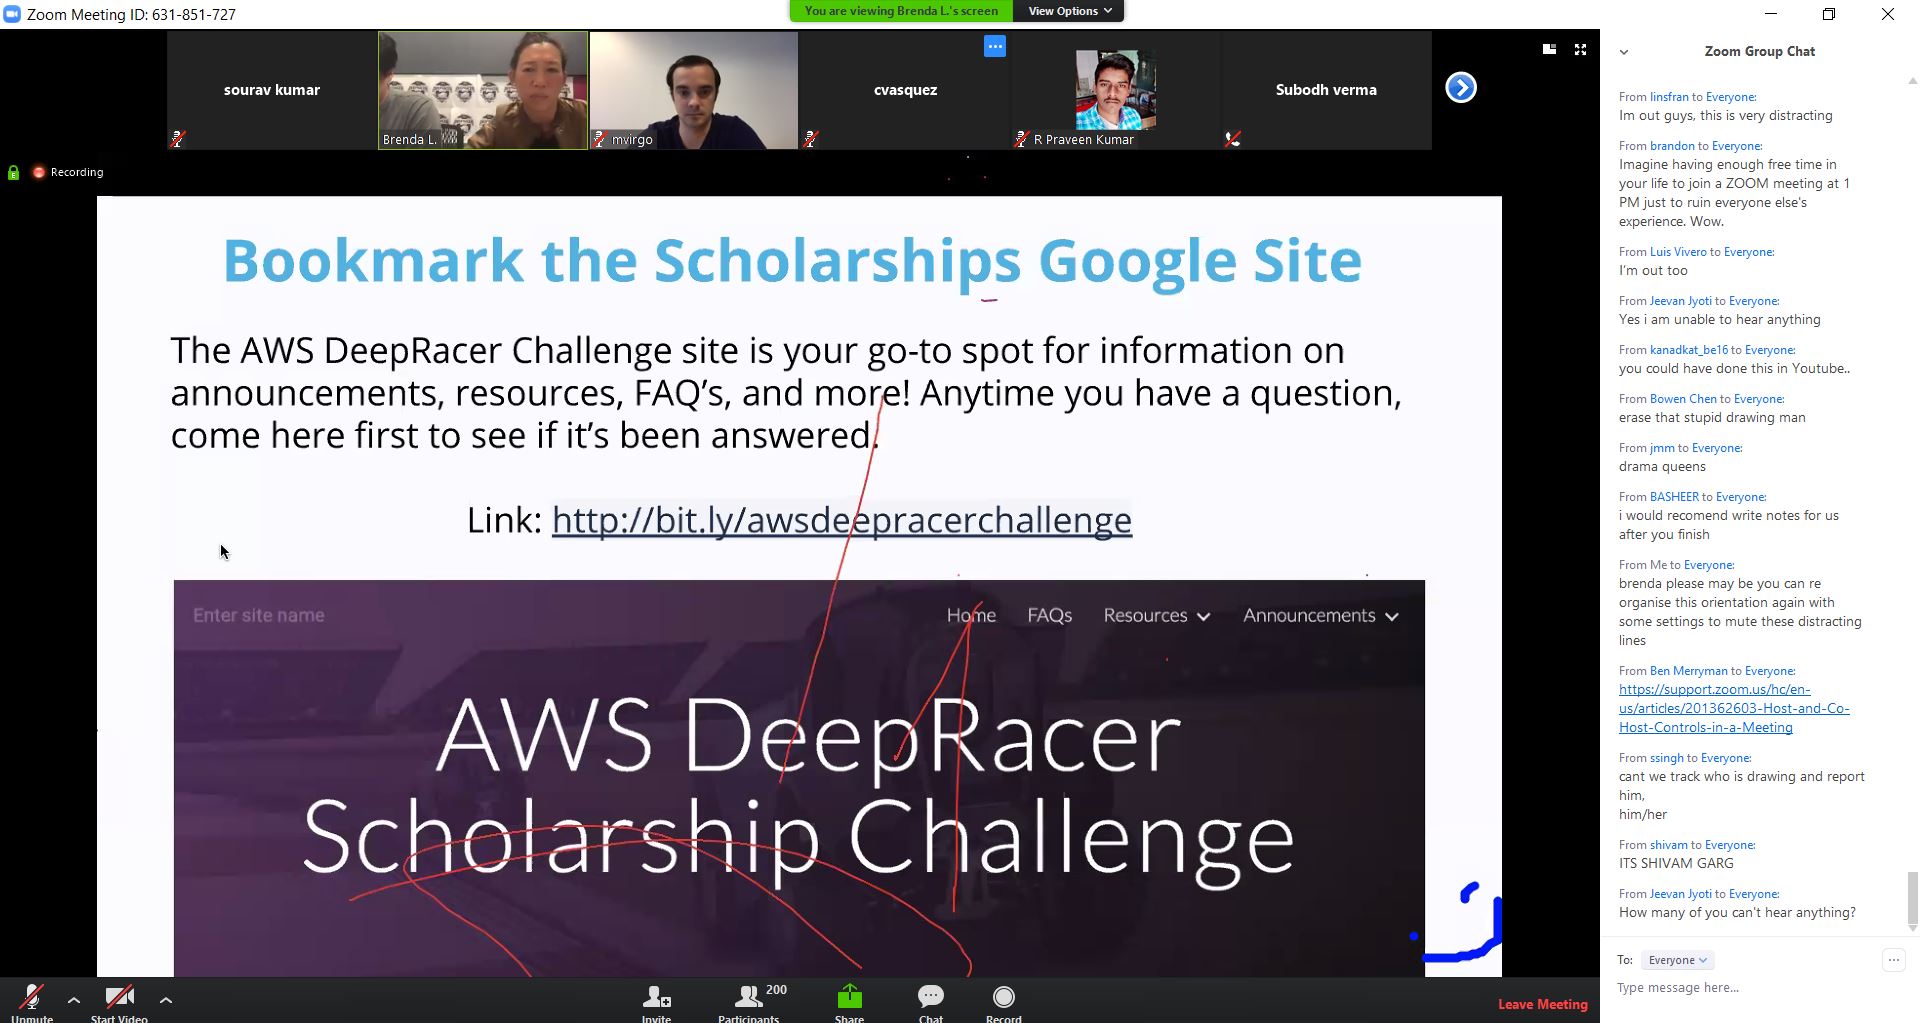 Zoom Meeting ID: 631-851-727
You are viewing Brenda L.'s screen
View Options
sourav kumar
Brenda L.
mvirgo
cvasquez
R Praveen Kumar
Subodh verma
Recording
Bookmark the Scholarships Google Site
The AWS DeepRacer Challenge site is your go-to spot for information on
announcements, resources, FAQ’s, and more! Anytime you have a question,
come here first to see if it’s been answered.
Link: http://bit.ly/awsdeepracerchallenge
Enter site name
Home
FAQs
Resources
Announcements
AWS DeepRacer
Scholarship Challenge
Unmute
Start Video
Invite
Participants
200
Share
Chat
Record
Leave Meeting
Zoom Group Chat
From linsfran to Everyone:
Im out guys, this is very distracting
From brandon to Everyone:
Imagine having enough free time in
your life to join a ZOOM meeting at 1
PM just to ruin everyone else's
experience. Wow.
From Luis Vivero to Everyone:
I’m out too
From Jeevan Jyoti to Everyone:
Yes i am unable to hear anything
From kanadkat_be16 to Everyone:
you could have done this in Youtube..
From Bowen Chen to Everyone:
erase that stupid drawing man
From jmm to Everyone:
drama queens
From BASHEER to Everyone:
i would recomend write notes for us
after you finish
From Me to Everyone:
brenda please may be you can re
organise this orientation again with
some settings to mute these distracting
lines
From Ben Merryman to Everyone:
https://support.zoom.us/hc/en-
us/articles/201362603-Host-and-Co-
Host-Controls-in-a-Meeting
From ssingh to Everyone:
cant we track who is drawing and report
him,
him/her
From shivam to Everyone:
ITS SHIVAM GARG
From Jeevan Jyoti to Everyone:
How many of you can't hear anything?
To: Everyone
Type message here...